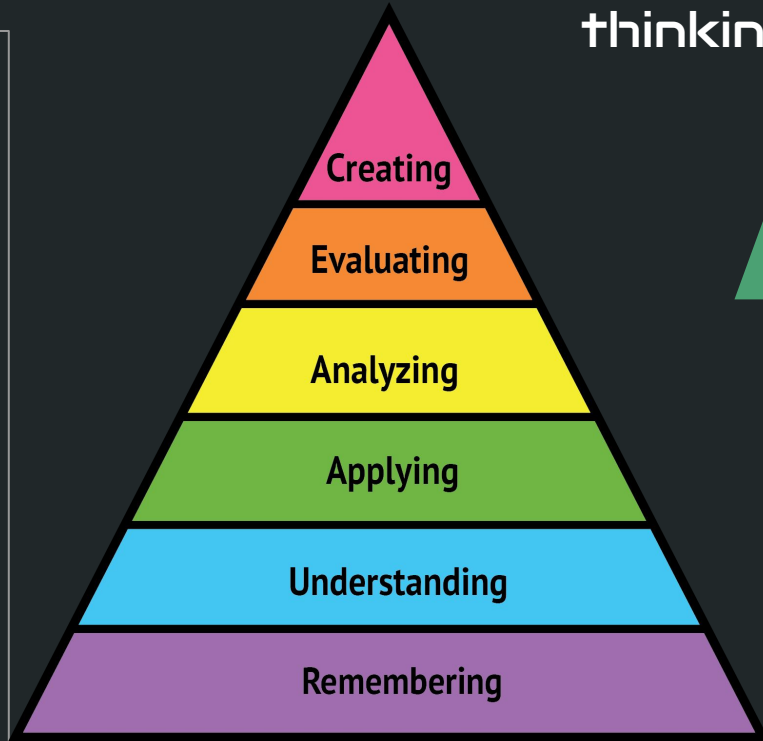 thinkin
Creating
Evaluating
Analyzing
Applying
Understanding
Remembering